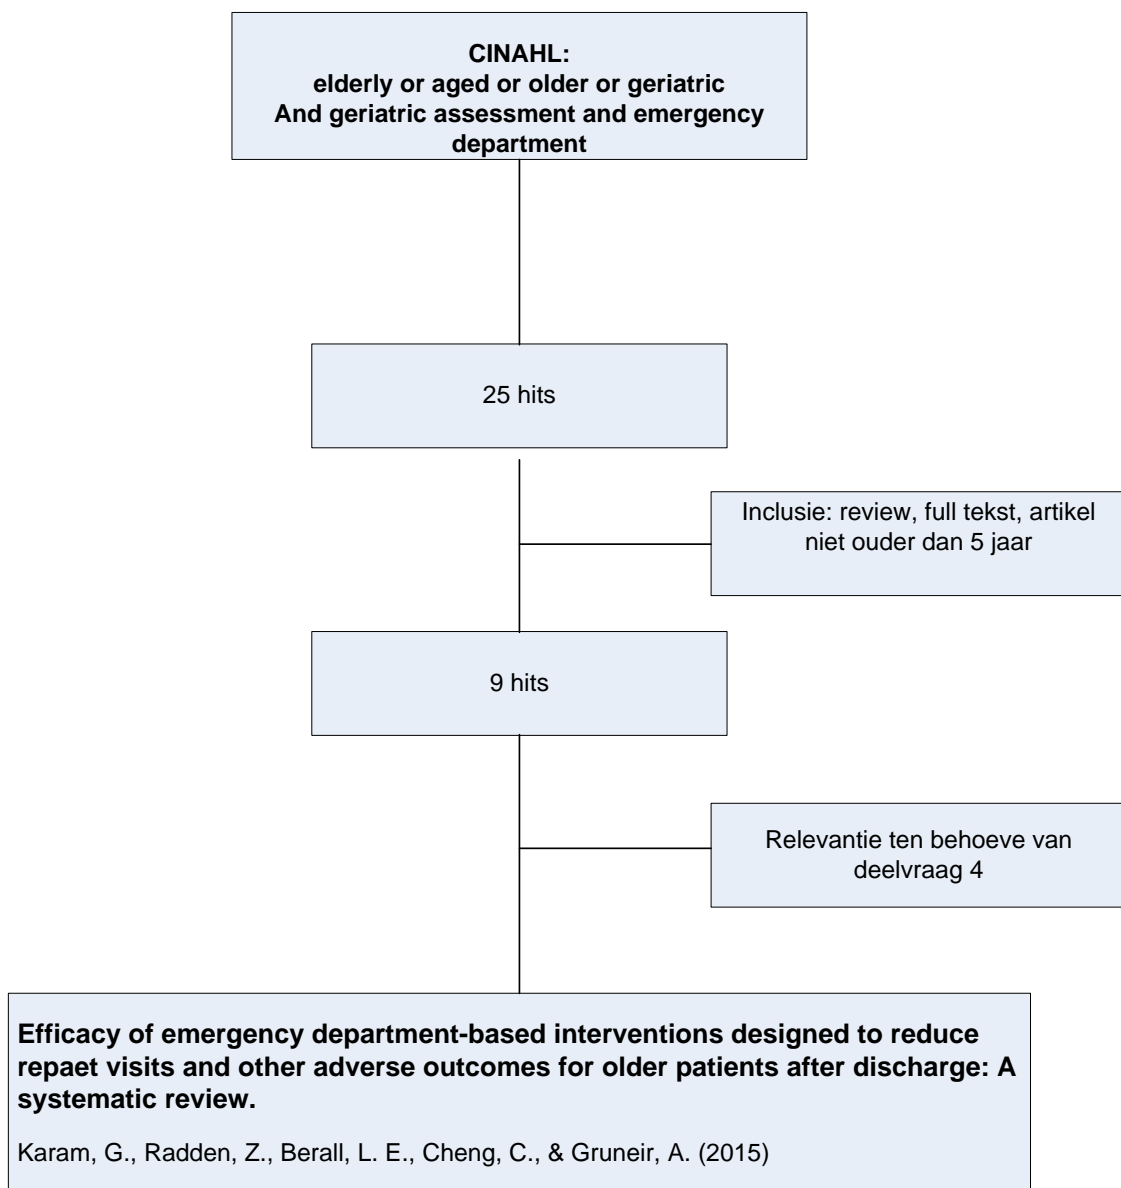 CINAHL:
elderly or aged or older or geriatric
And geriatric assessment and emergency
department
25 hits
Inclusie: review, full tekst, artikel
niet ouder dan 5 jaar
9 hits
Relevantie ten behoeve van
deelvraag 4
Efficacy of emergency department-based interventions designed to reduce
repaet visits and other adverse outcomes for older patients after discharge: A
systematic review.
Karam, G., Radden, Z., Berall, L. E., Cheng, C., & Gruneir, A. (2015)